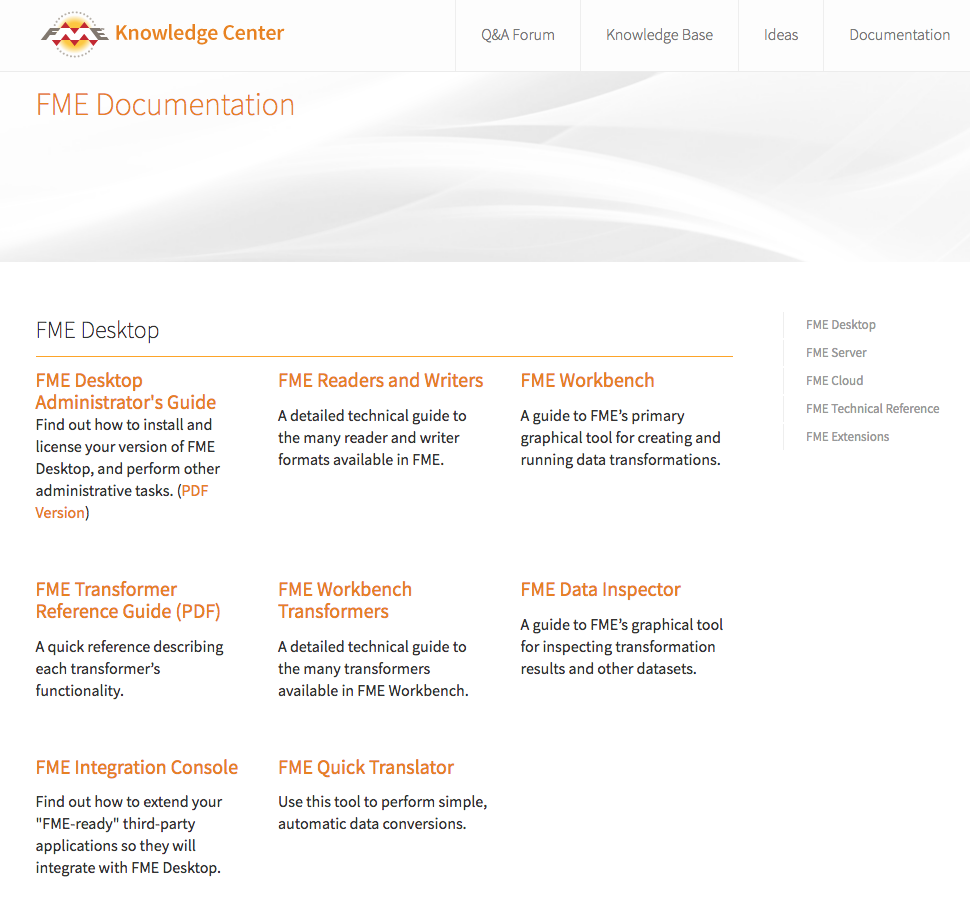 FME Knowledge Center
Q&A Forum
Knowledge Base
Ideas
Documentation
FME Documentation
FME Desktop
FME Desktop
Administrator's Guide
Find out how to install and
license your version of FME
Desktop, and perform other
administrative tasks. (PDF
Version)
FME Readers and Writers
A detailed technical guide to
the many reader and writer
formats available in FME.
FME Workbench
A guide to FME’s primary
graphical tool for creating and
running data transformations.
FME Transformer
Reference Guide (PDF)
A quick reference describing
each transformer’s
functionality.
FME Workbench
Transformers
A detailed technical guide to
the many transformers
available in FME Workbench.
FME Data Inspector
A guide to FME’s graphical tool
for inspecting transformation
results and other datasets.
FME Integration Console
Find out how to extend your
"FME-ready" third-party
applications so they will
integrate with FME Desktop.
FME Quick Translator
Use this tool to perform simple,
automatic data conversions.
FME Desktop
FME Server
FME Cloud
FME Technical Reference
FME Extensions